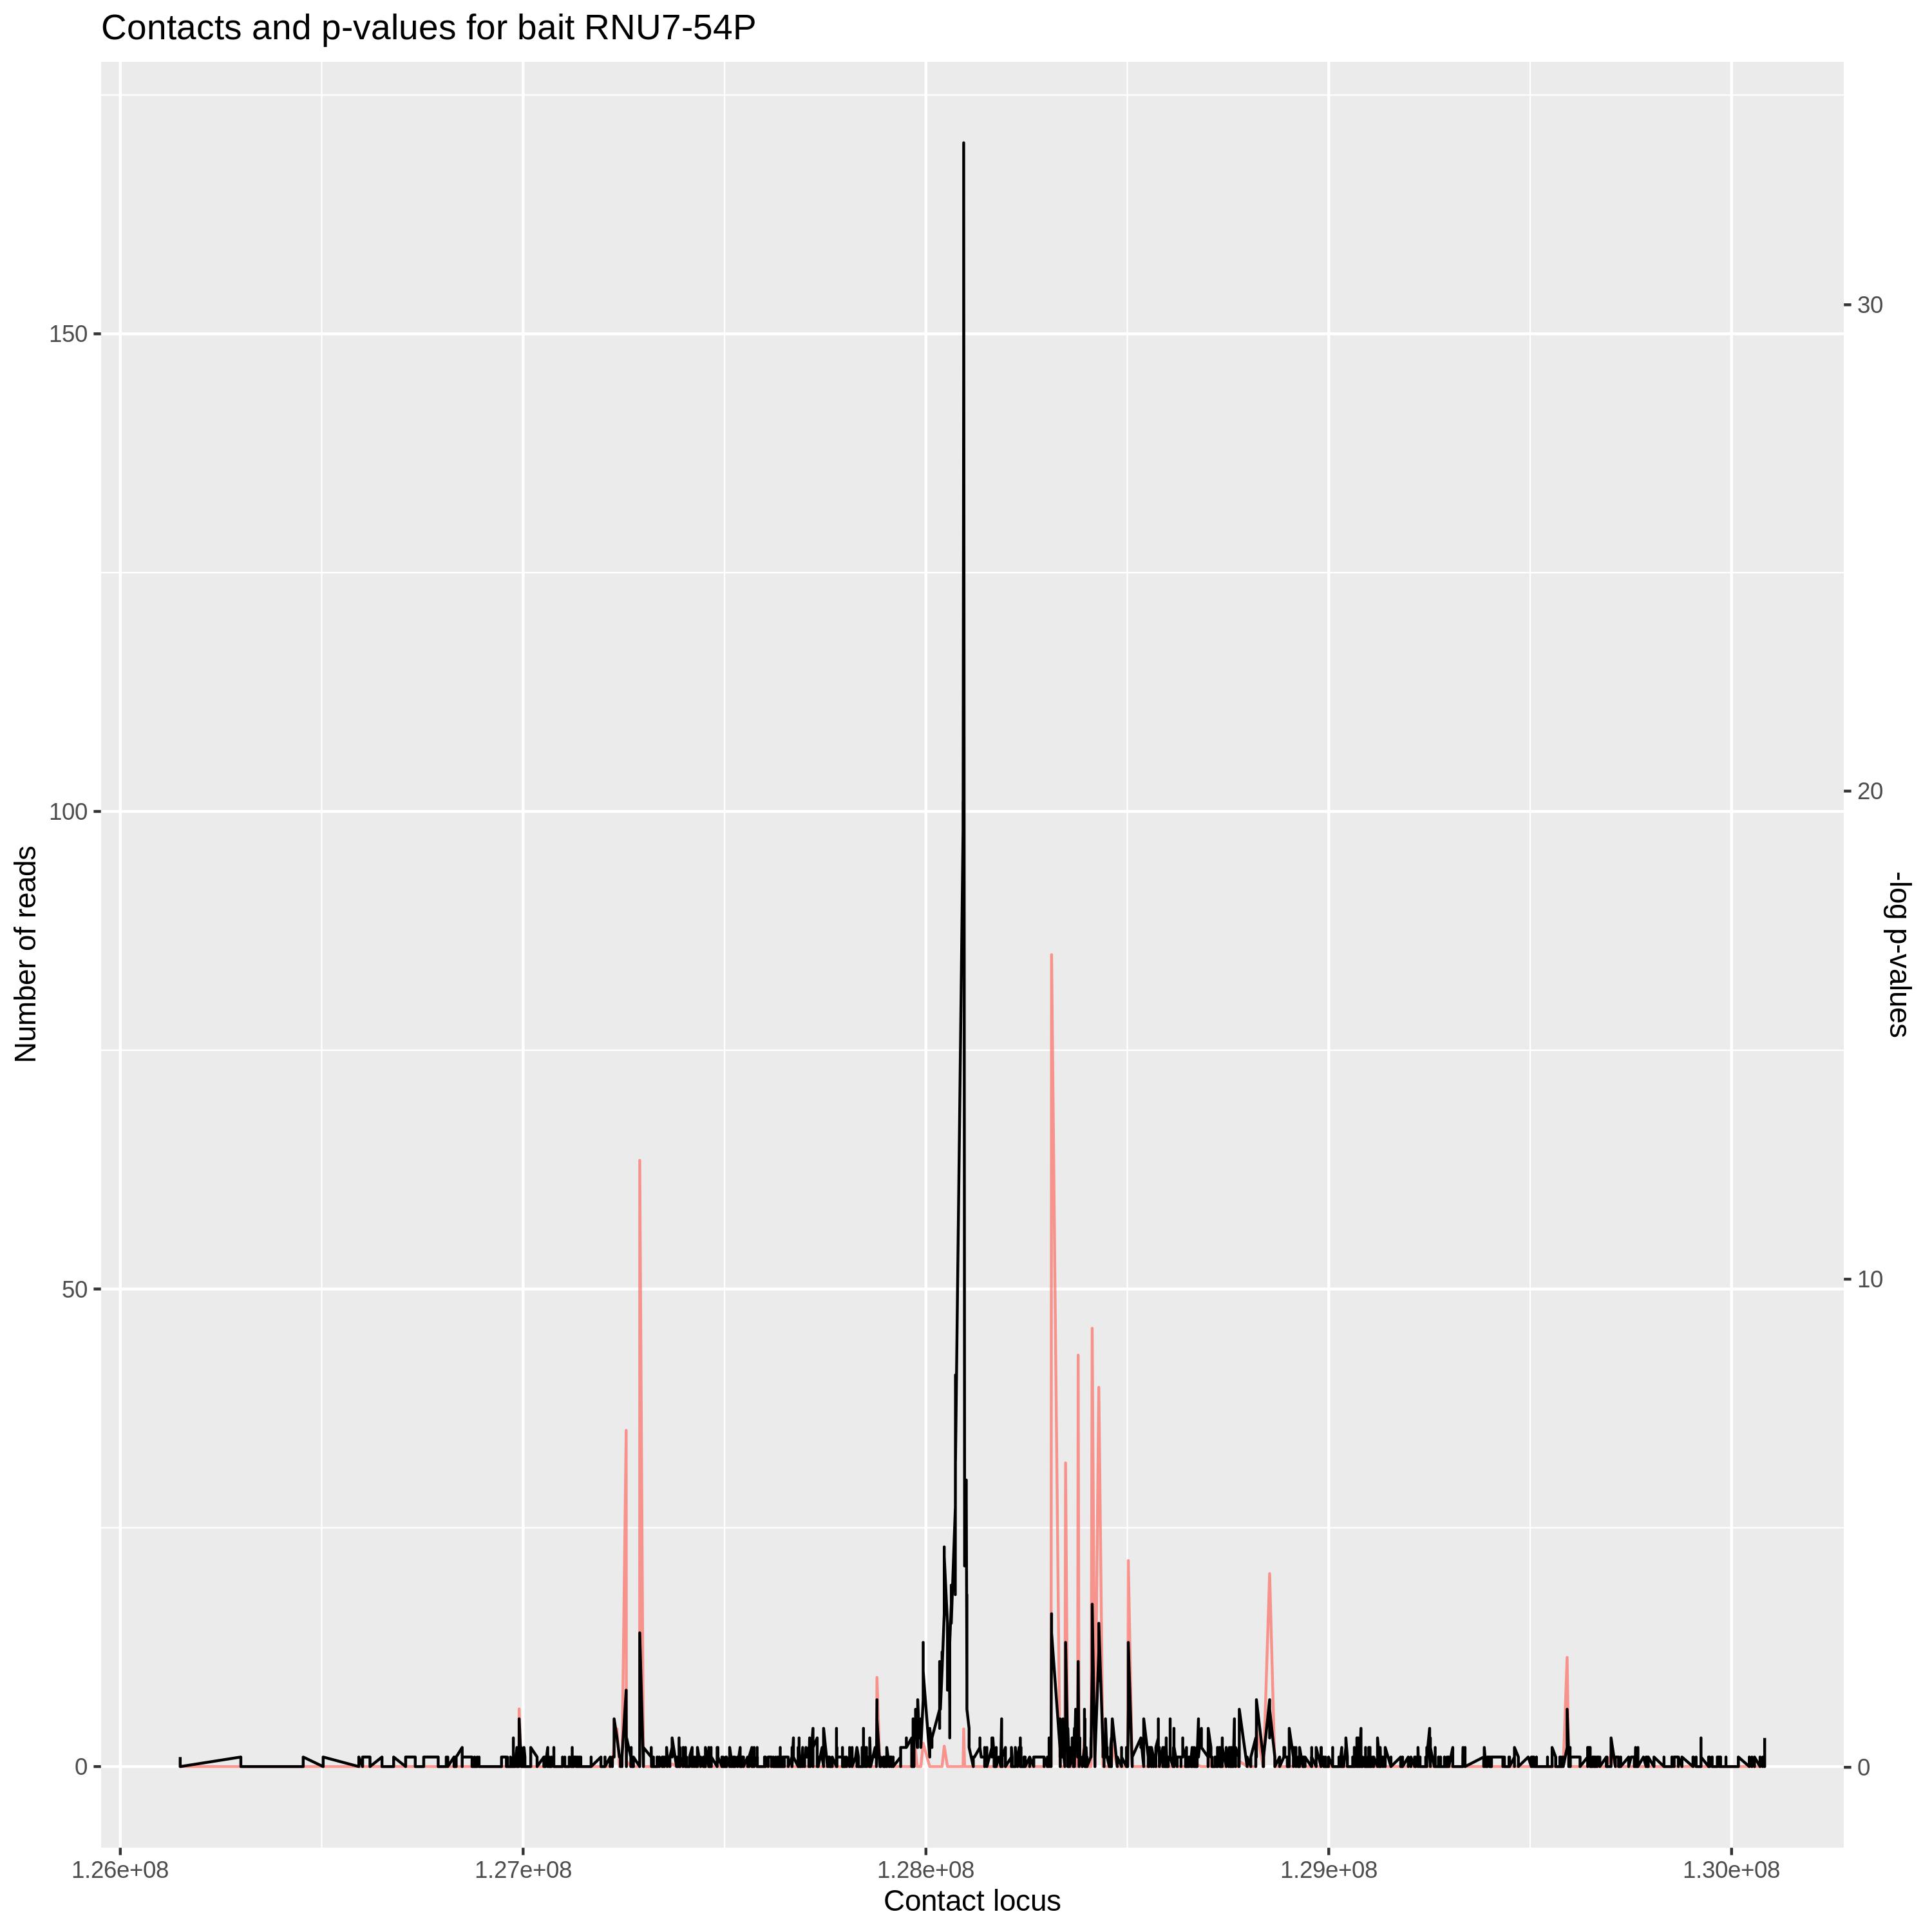 Contacts and p-values for bait RNU7-54P
150
100
50
0
Number of reads
30
20
10
0
-log p-values
1.26e+08
1.27e+08
1.28e+08
1.29e+08
1.30e+08
Contact locus